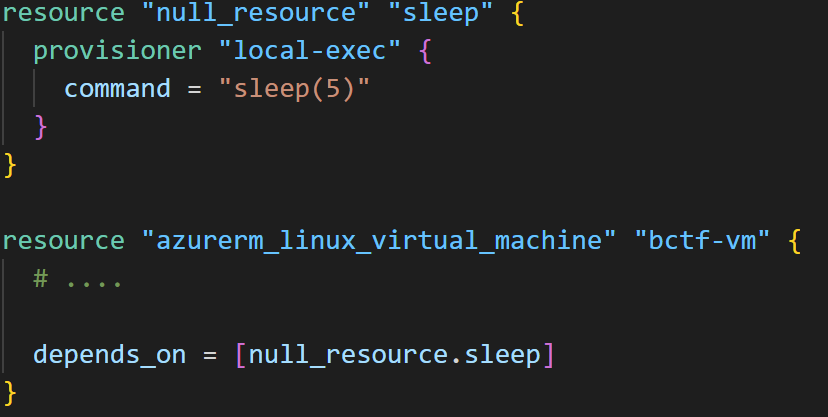 resource "null_resource" "sleep" {
  provisioner "local-exec" {
    command = "sleep(5)"
  }
}

resource "azurerm_linux_virtual_machine" "bctf-vm" {
  # ....

  depends_on = [null_resource.sleep]
}